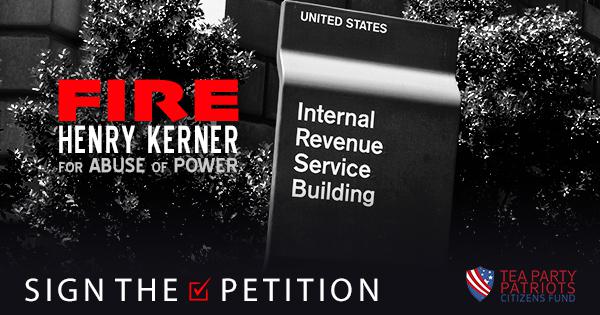 UNITED STATES
FIRE
HENRY KERNER
FOR ABUSE OF POWER
Internal
Revenue
Service
Building
SIGN THE PETITION
TEA PARTY
PATRIOTS
CITIZENS FUND